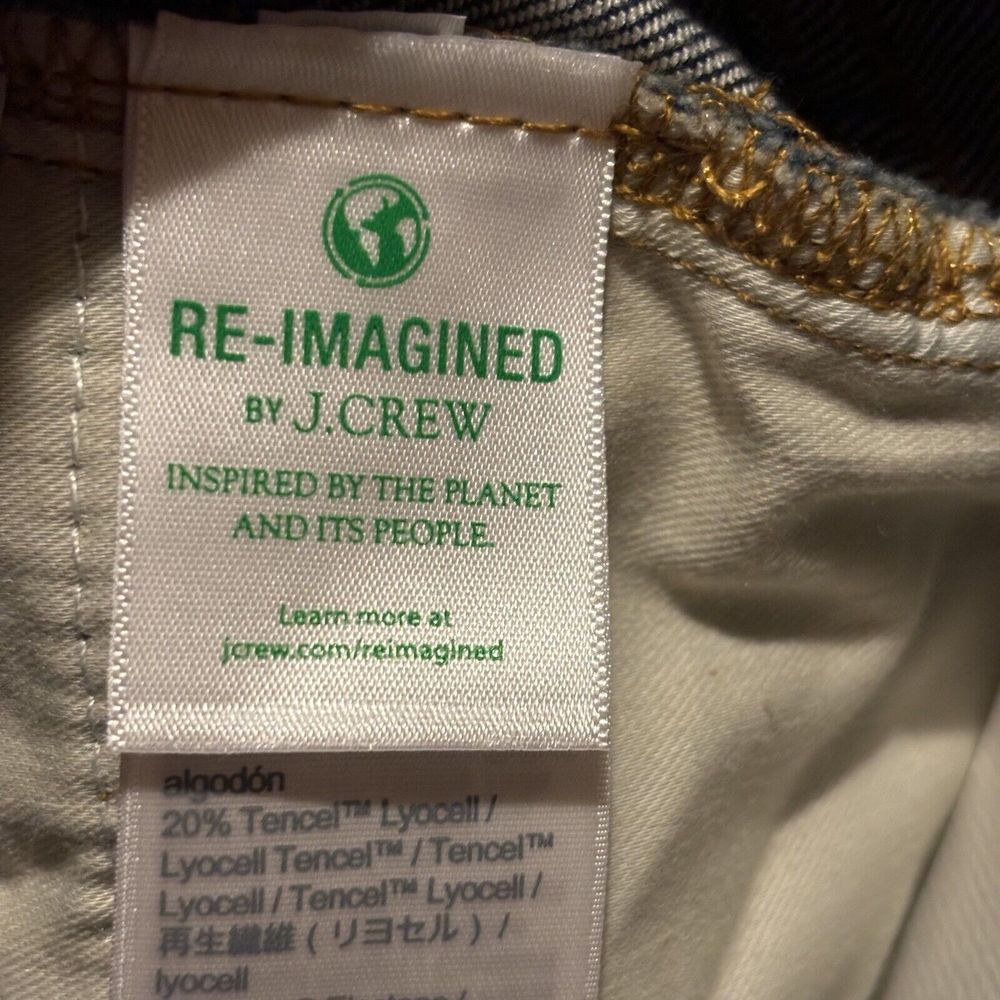 RE-IMAGINED
BY J.CREW
INSPIRED BY THE PLANET
AND ITS PEOPLE.
Learn more at
jcrew.com/reimagined
algodón
20% Tencel™ Lyocell /
Lyocell Tencel™ / Tencel™
Lyocell / Tencel™ Lyocell /
再生繊維 ( リヨセル ) /
lyocell